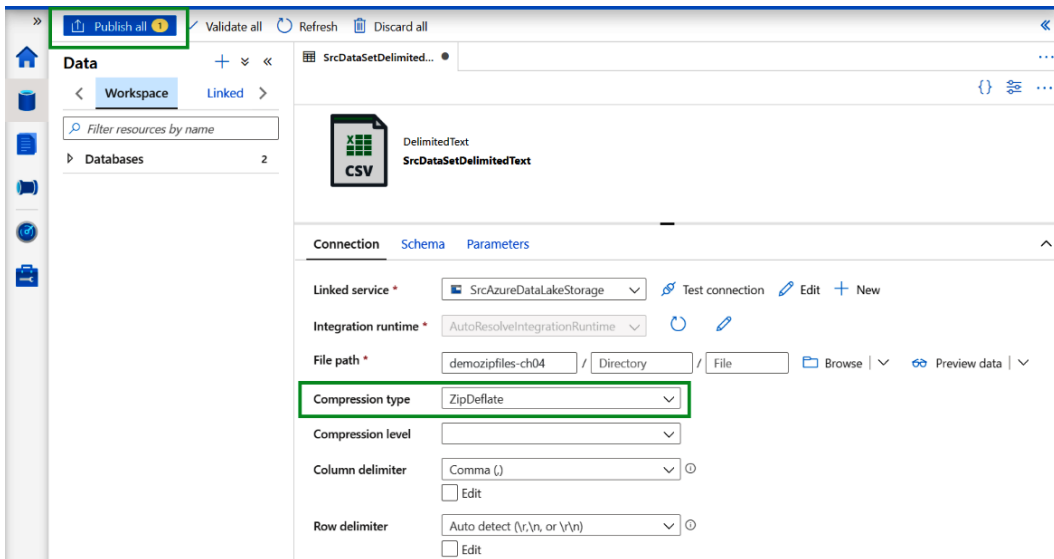 Publish all 1 Validate all Refresh Discard all
Data
SrcDataSetDelimited...
Workspace Linked
Filter resources by name
Databases 2
DelimitedText
SrcDataSetDelimitedText
CSV
Connection Schema Parameters
Linked service * SrcAzureDataLakeStorage Test connection Edit New
Integration runtime * AutoResolveIntegrationRuntime
File path * demozipfiles-ch04 / Directory / File Browse Preview data
Compression type ZipDeflate
Compression level
Column delimiter Comma (,)
Edit
Row delimiter Auto detect (\r,\n, or \r\n)
Edit